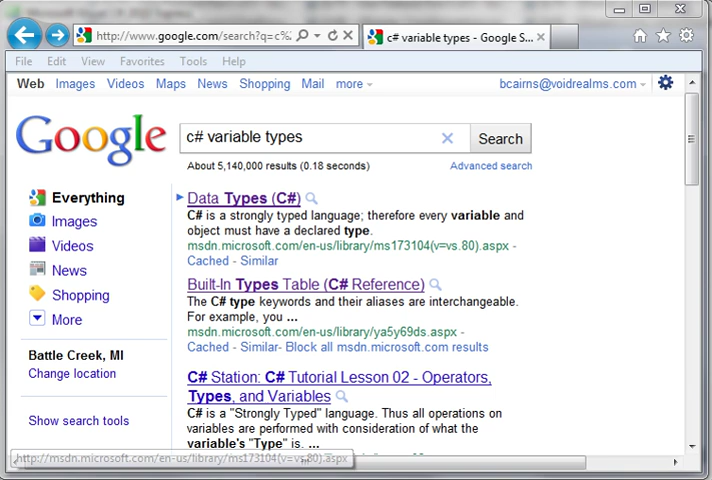 http://www.google.com/search?q=c%
c# variable types - Google S...
File Edit View Favorites Tools Help
Web Images Videos Maps News Shopping Mail more
bcairns@voidrealms.com
Google
c# variable types
Search
About 5,140,000 results (0.18 seconds)
Advanced search
Everything
Images
Videos
News
Shopping
More
Battle Creek, MI
Change location
Show search tools
Data Types (C#)
C# is a strongly typed language; therefore every variable and
object must have a declared type.
msdn.microsoft.com/en-us/library/ms173104(v=vs.80).aspx -
Cached - Similar
Built-In Types Table (C# Reference)
The C# type keywords and their aliases are interchangeable.
For example, you ...
msdn.microsoft.com/en-us/library/ya5y69ds.aspx -
Cached - Similar- Block all msdn.microsoft.com results
C# Station: C# Tutorial Lesson 02 - Operators,
Types, and Variables
C# is a "Strongly Typed" language. Thus all operations on
variables are performed with consideration of what the
variable's "Type" is. ...
http://msdn.microsoft.com/en-us/library/ms173104(v=vs.80).aspx